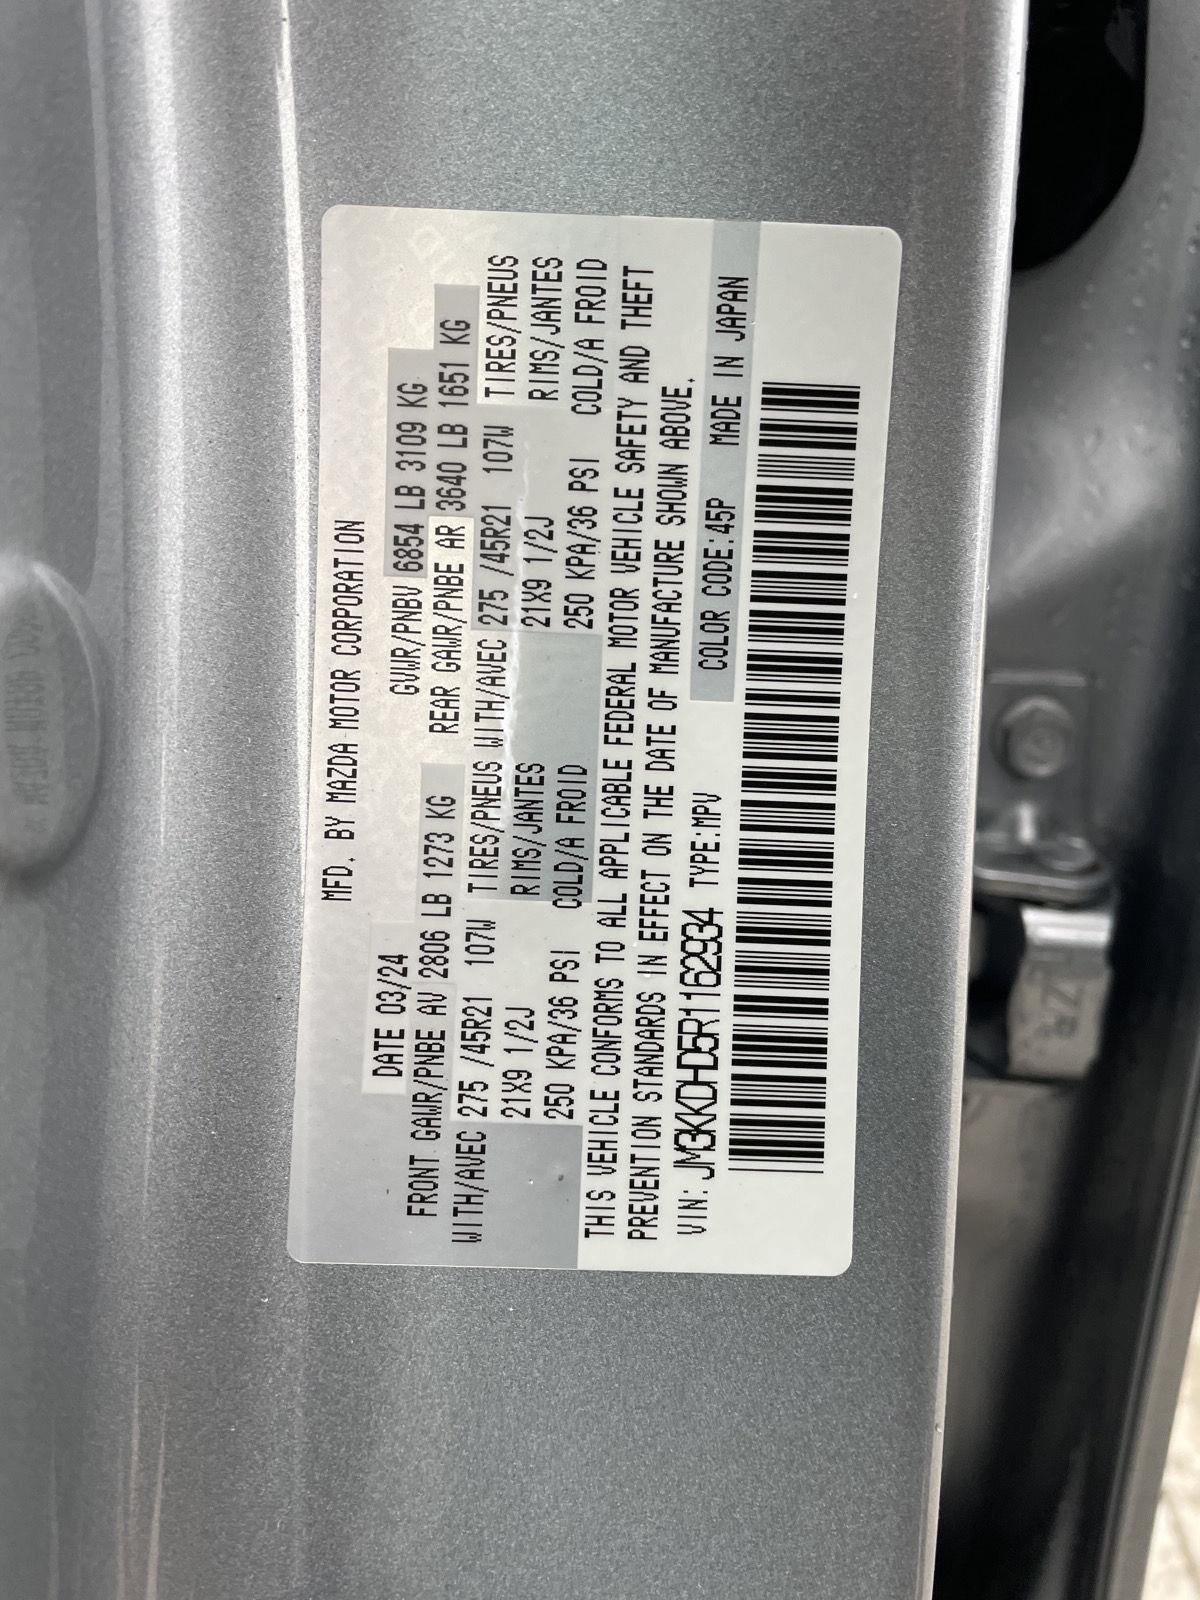 MFD. BY MAZDA MOTOR CORPORATION
DATE 03/24 GVWR/PNBV 6854 LB 3109 KG
FRONT GAWR/PNBE AV 2806 LB 1273 KG REAR GAWR/PNBE AR 3640 LB 1651 KG
WITH/AVEC 275 /45R21 107W TIRES/PNEUS WITH/AVEC 275 /45R21 107W TIRES/PNEUS
21X9 1/2J RIMS/JANTES 21X9 1/2J RIMS/JANTES
250 KPA/36 PSI COLD/A FROID 250 KPA/36 PSI COLD/A FROID
THIS VEHICLE CONFORMS TO ALL APPLICABLE FEDERAL MOTOR VEHICLE SAFETY AND THEFT
PREVENTION STANDARDS IN EFFECT ON THE DATE OF MANUFACTURE SHOWN ABOVE.
VIN: JM3KKDHD5R1162934 TYPE:MPV COLOR CODE:45P MADE IN JAPAN